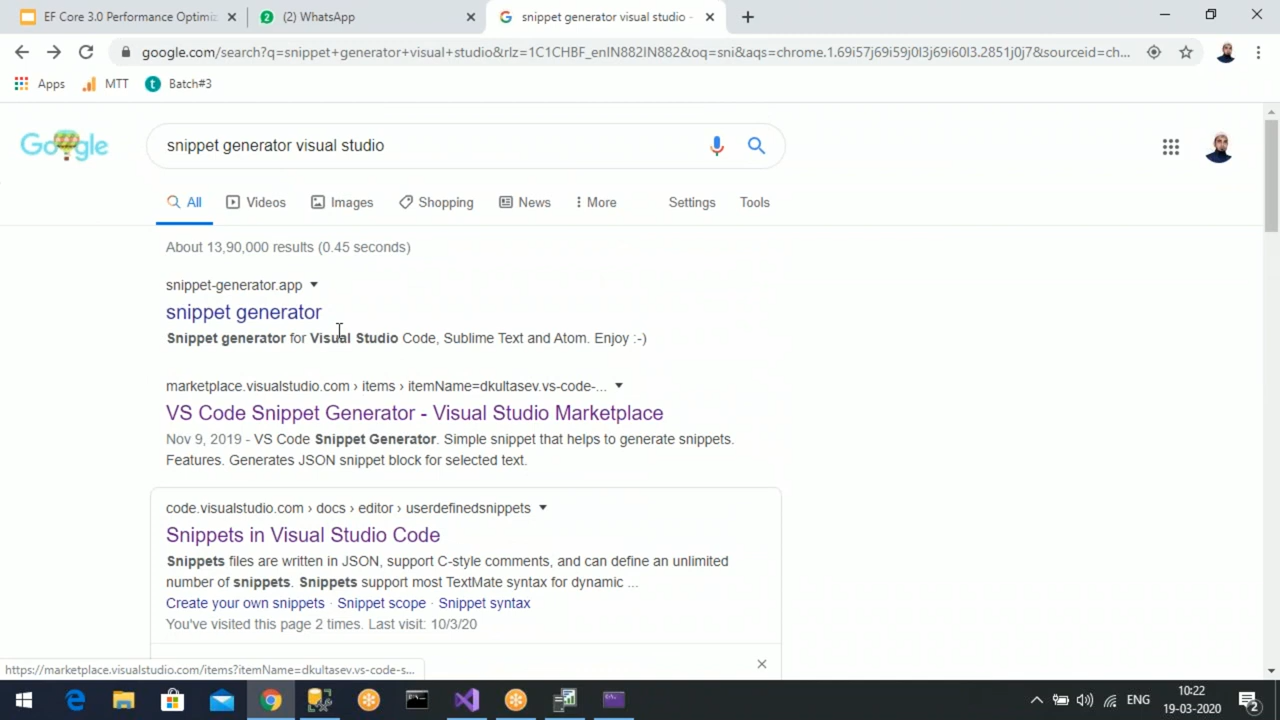 EF Core 3.0 Performance Optimiz
(2) WhatsApp
snippet generator visual studio -
google.com/search?q=snippet+generator+visual+studio&rlz=1C1CHBF_enIN882IN882&oq=sni&aqs=chrome.1.69i57j69i59j0l3j69i60l3.2851j0j7&sourceid=ch...
Apps MTT Batch#3
Google
snippet generator visual studio
All Videos Images Shopping News More Settings Tools
About 13,90,000 results (0.45 seconds)
snippet-generator.app
snippet generator
Snippet generator for Visual Studio Code, Sublime Text and Atom. Enjoy :-)
marketplace.visualstudio.com › items › itemName=dkultasev.vs-code-...
VS Code Snippet Generator - Visual Studio Marketplace
Nov 9, 2019 - VS Code Snippet Generator. Simple snippet that helps to generate snippets.
Features. Generates JSON snippet block for selected text.
code.visualstudio.com › docs › editor › userdefinedsnippets
Snippets in Visual Studio Code
Snippets files are written in JSON, support C-style comments, and can define an unlimited
number of snippets. Snippets support most TextMate syntax for dynamic ...
Create your own snippets · Snippet scope · Snippet syntax
You've visited this page 2 times. Last visit: 10/3/20
https://marketplace.visualstudio.com/items?itemName=dkultasev.vs-code-s...
ENG
10:22
19-03-2020
2